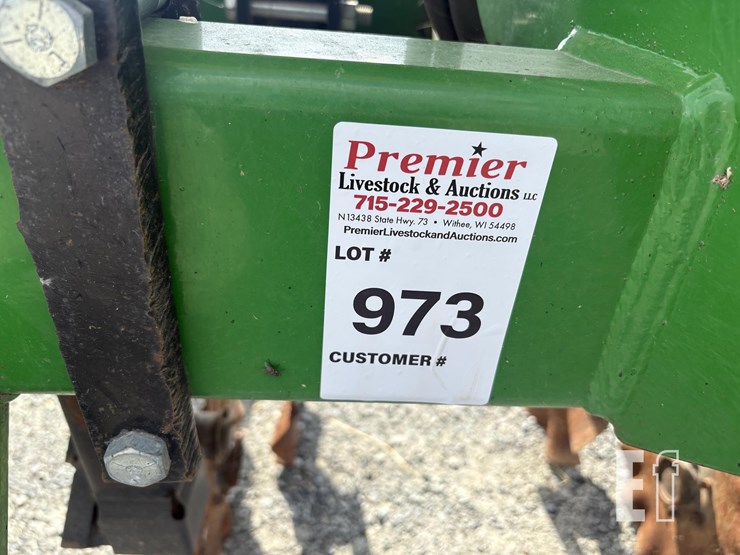 Premier
Livestock & Auctions LLC
715-229-2500
N13438 State Hwy. 73 • Withee, WI 54498
PremierLivestockandAuctions.com
LOT #
973
CUSTOMER #
Ef